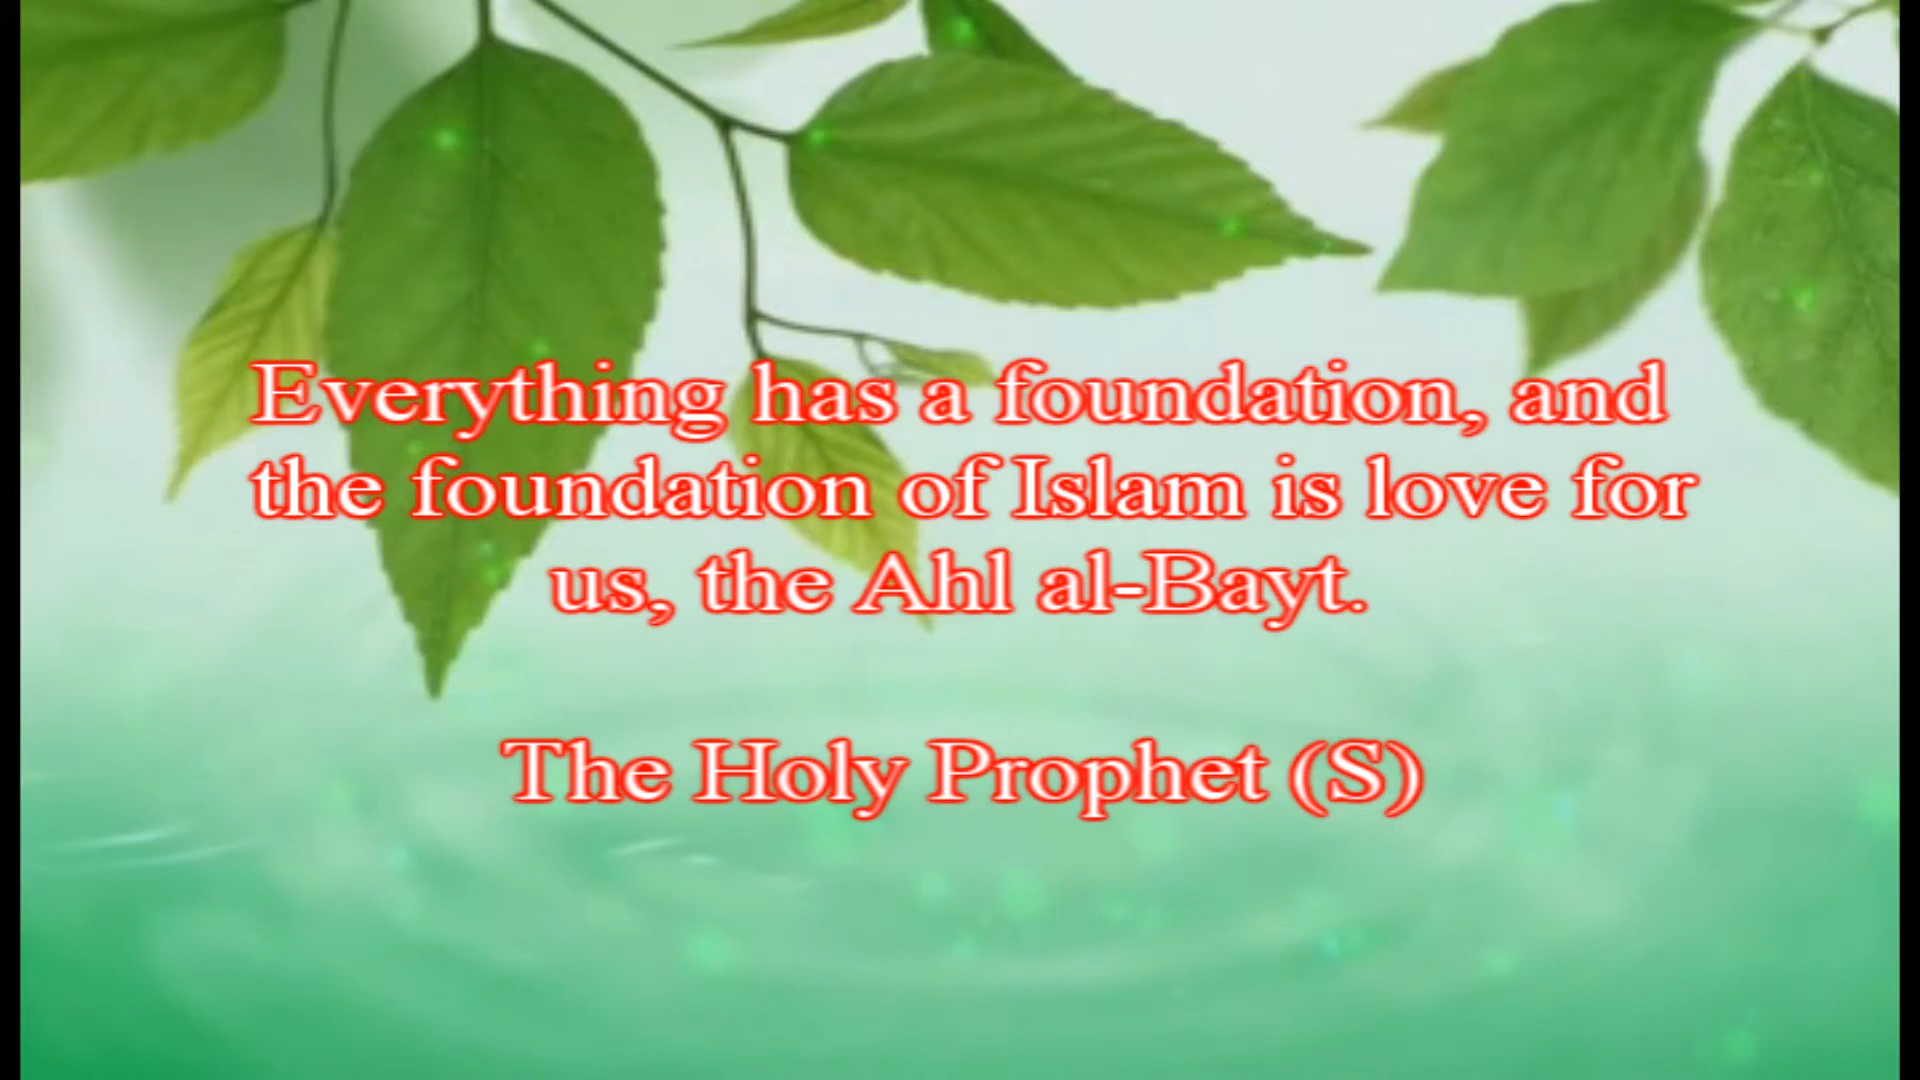 Everything has a foundation, and
the foundation of Islam is love for
us, the Ahl al-Bayt.
The Holy Prophet (S)